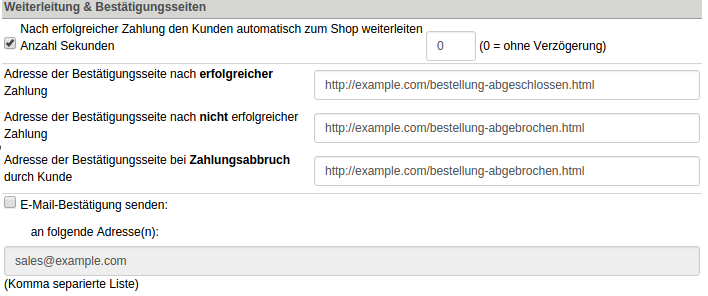 Weiterleitung & Bestätigungsseiten
Nach erfolgreicher Zahlung den Kunden automatisch zum Shop weiterleiten
Anzahl Sekunden 0 (0 = ohne Verzögerung)
Adresse der Bestätigungsseite nach erfolgreicher
Zahlung
http://example.com/bestellung-abgeschlossen.html
Adresse der Bestätigungsseite nach nicht erfolgreicher
Zahlung
http://example.com/bestellung-abgebrochen.html
Adresse der Bestätigungsseite bei Zahlungsabbruch
durch Kunde
http://example.com/bestellung-abgebrochen.html
E-Mail-Bestätigung senden:
an folgende Adresse(n):
sales@example.com
(Komma separierte Liste)